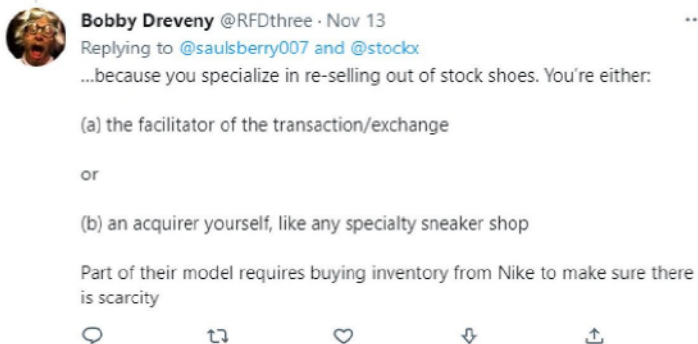 Bobby Dreveny @RFDthree · Nov 13
Replying to @saulsberry007 and @stockx
...because you specialize in re-selling out of stock shoes. You're either:
(a) the facilitator of the transaction/exchange
or
(b) an acquirer yourself, like any specialty sneaker shop
Part of their model requires buying inventory from Nike to make sure there
is scarcity